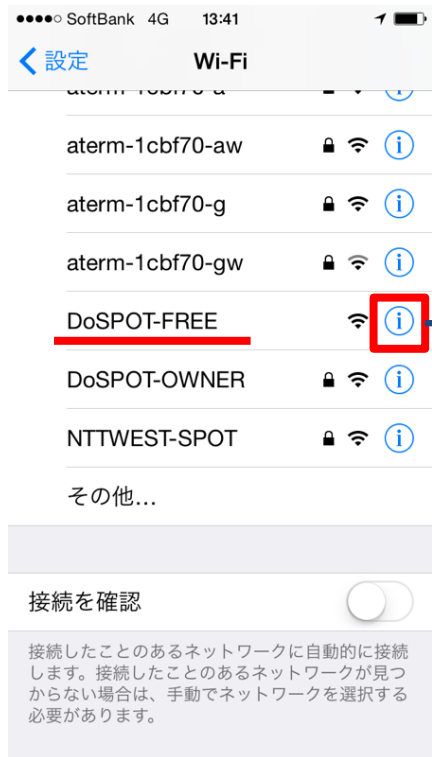 SoftBank 4G 13:41
設定 Wi-Fi
aterm-1cbf70-aw
aterm-1cbf70-g
aterm-1cbf70-gw
DoSPOT-FREE
DoSPOT-OWNER
NTTWEST-SPOT
その他...
接続を確認
接続したことのあるネットワークに自動的に接続
します。接続したことのあるネットワークが見つ
からない場合は、手動でネットワークを選択する
必要があります。